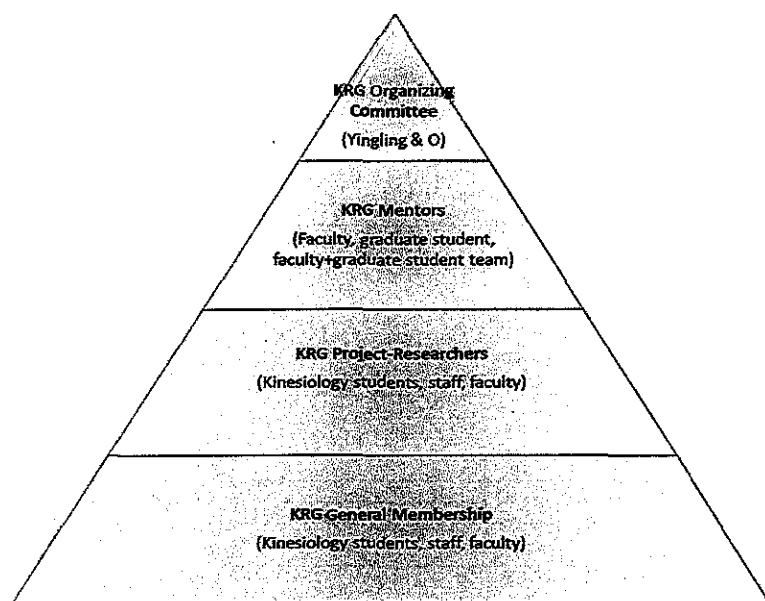 KRG Organizing
Committee
(Yingling & O)
KRG Mentors
(Faculty, graduate student,
faculty+graduate student team)
KRG Project-Researchers
(Kinesiology students, staff, faculty)
KRG General Membership
(Kinesiology students, staff, faculty)